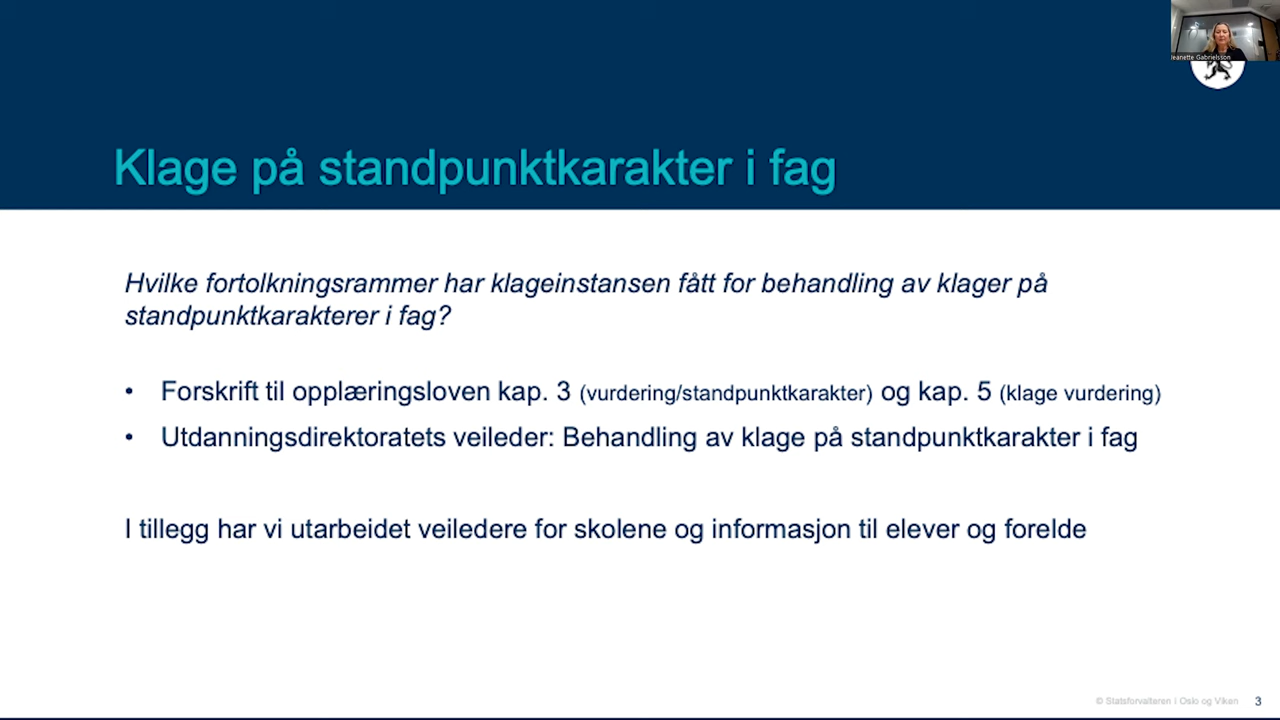 Jeanette Gabrielsson
Klage på standpunktkarakter i fag
Hvilke fortolkningsrammer har klageinstansen fått for behandling av klager på
standpunktkarakterer i fag?
• Forskrift til opplæringsloven kap. 3 (vurdering/standpunktkarakter) og kap. 5 (klage vurdering)
• Utdanningsdirektoratets veileder: Behandling av klage på standpunktkarakter i fag
I tillegg har vi utarbeidet veiledere for skolene og informasjon til elever og forelde
© Statsforvalteren i Oslo og Viken 3